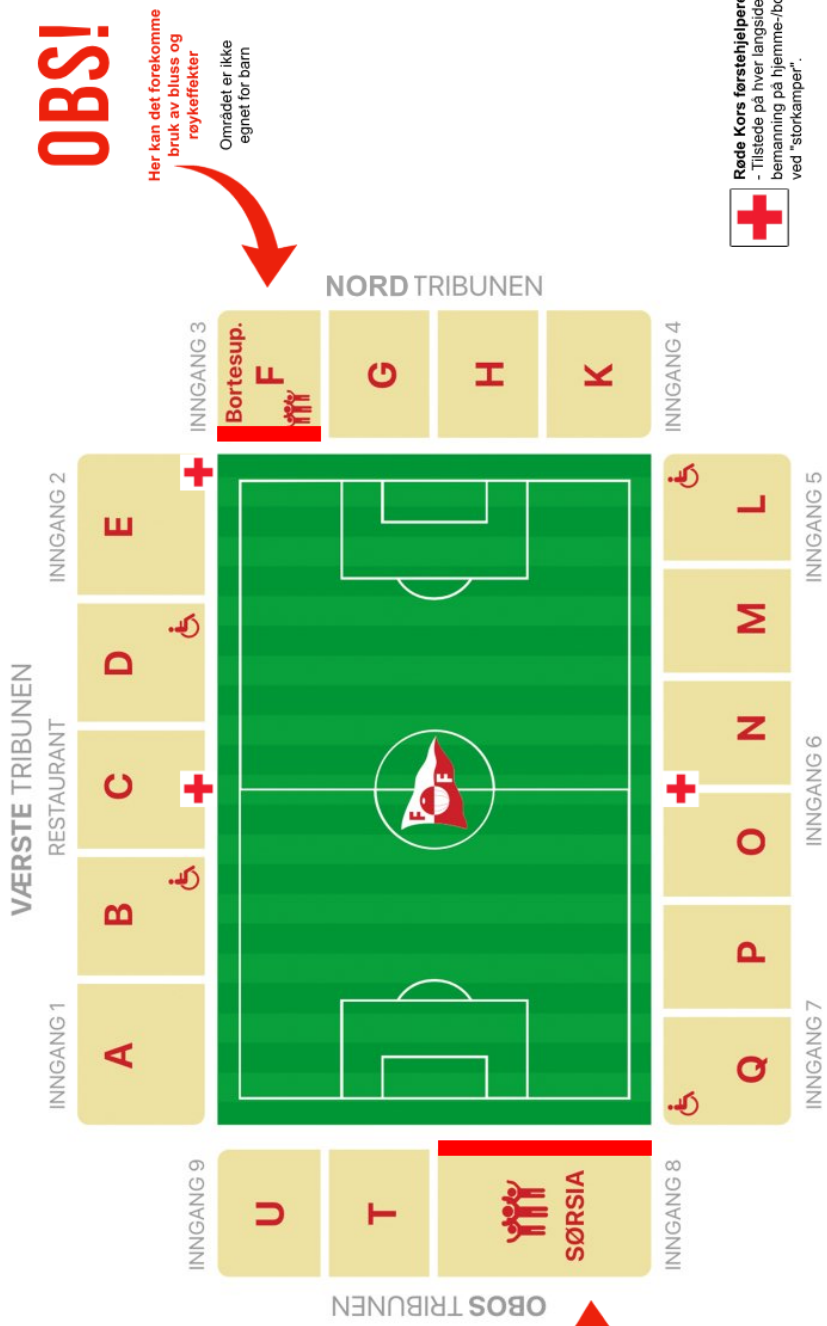 VÆRSTE TRIBUNEN
RESTAURANT
OBS!
Her kan det forekomme
bruk av bluss og
røykeffekter
Området er ikke
egnet for barn
INNGANG 1
INNGANG 2
A
B
C
D
E
INNGANG 9
INNGANG 3
U
T
SØRSIA
OBOS TRIBUNEN
F F
Bortesup.
F
G
H
K
NORD TRIBUNEN
INNGANG 8
INNGANG 4
Q
P
O
N
M
L
INNGANG 7
INNGANG 6
INNGANG 5
Røde Kors førstehjelpere
- Tilstede på hver langside
bemanning på hjemme-/bo
ved "storkamper".